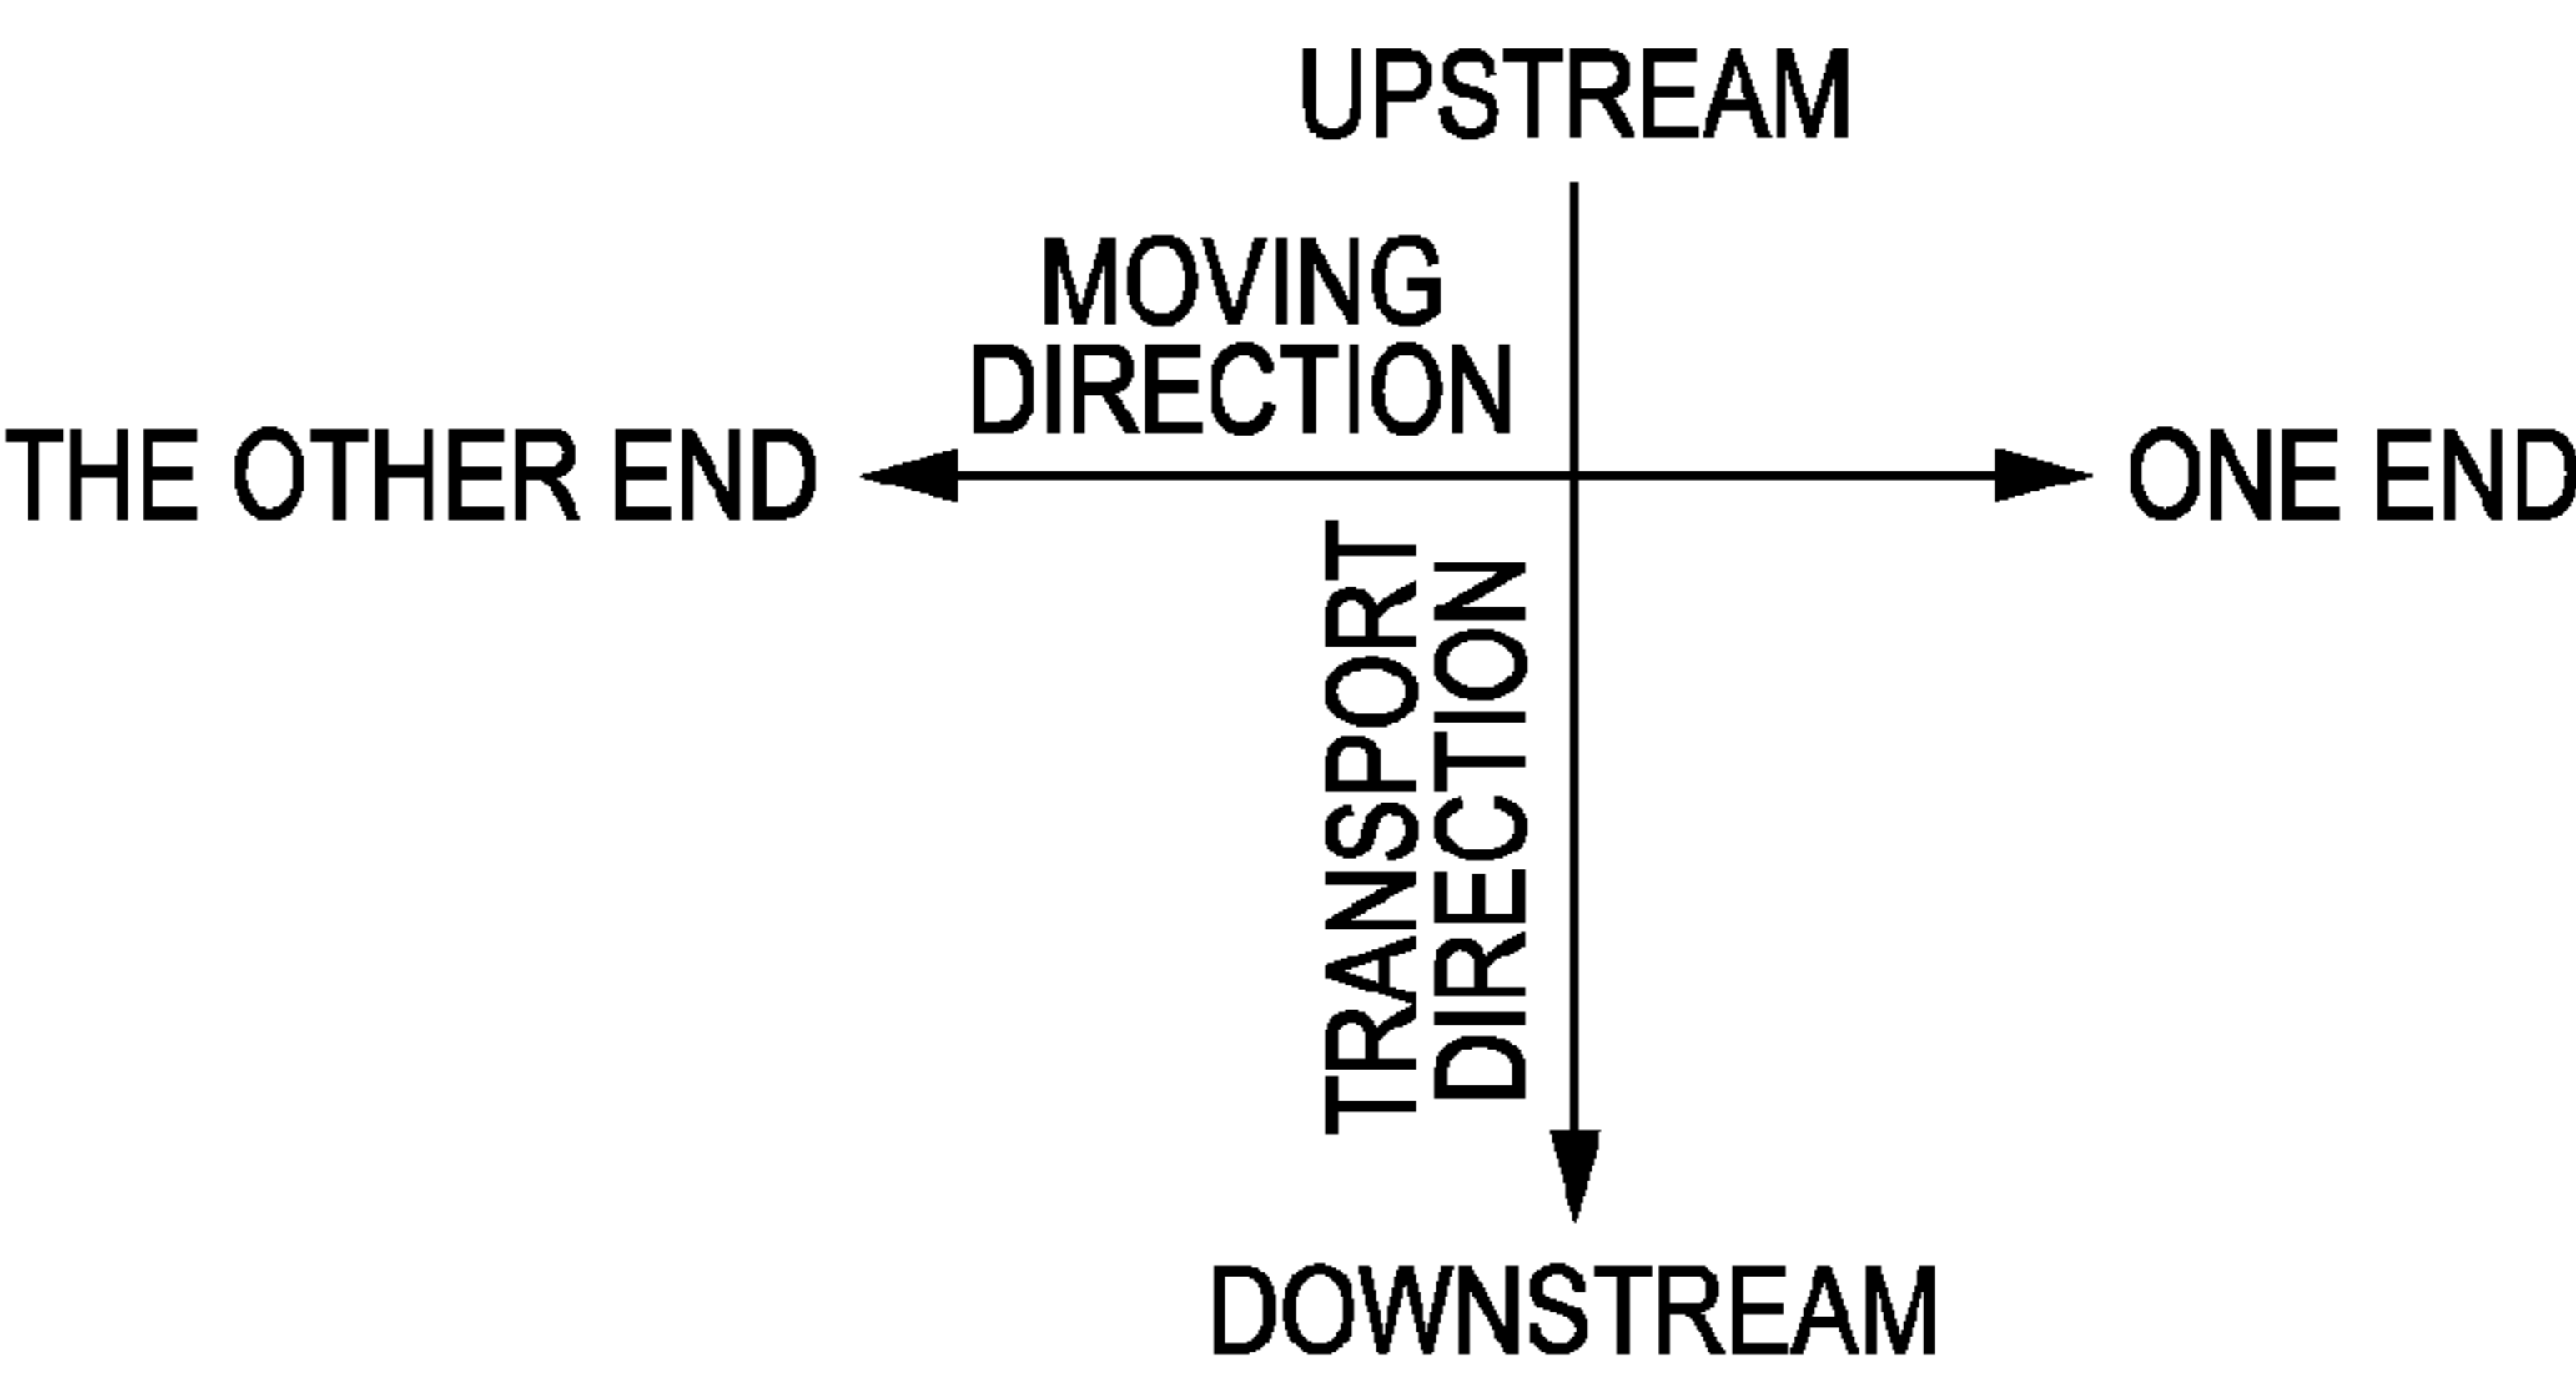 UPSTREAM
MOVING
DIRECTION
THE OTHER END
ONE END
TRANSPORT
DIRECTION
DOWNSTREAM